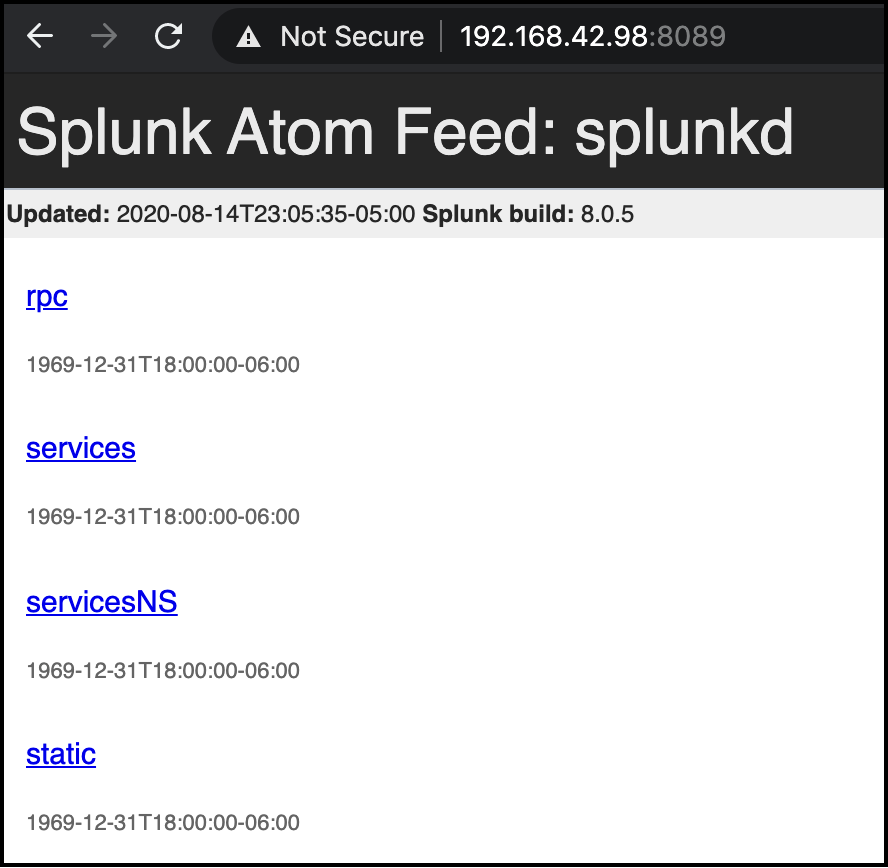 Not Secure 192.168.42.98:8089
Splunk Atom Feed: splunkd
Updated: 2020-08-14T23:05:35-05:00 Splunk build: 8.0.5
rpc
1969-12-31T18:00:00-06:00
services
1969-12-31T18:00:00-06:00
servicesNS
1969-12-31T18:00:00-06:00
static
1969-12-31T18:00:00-06:00